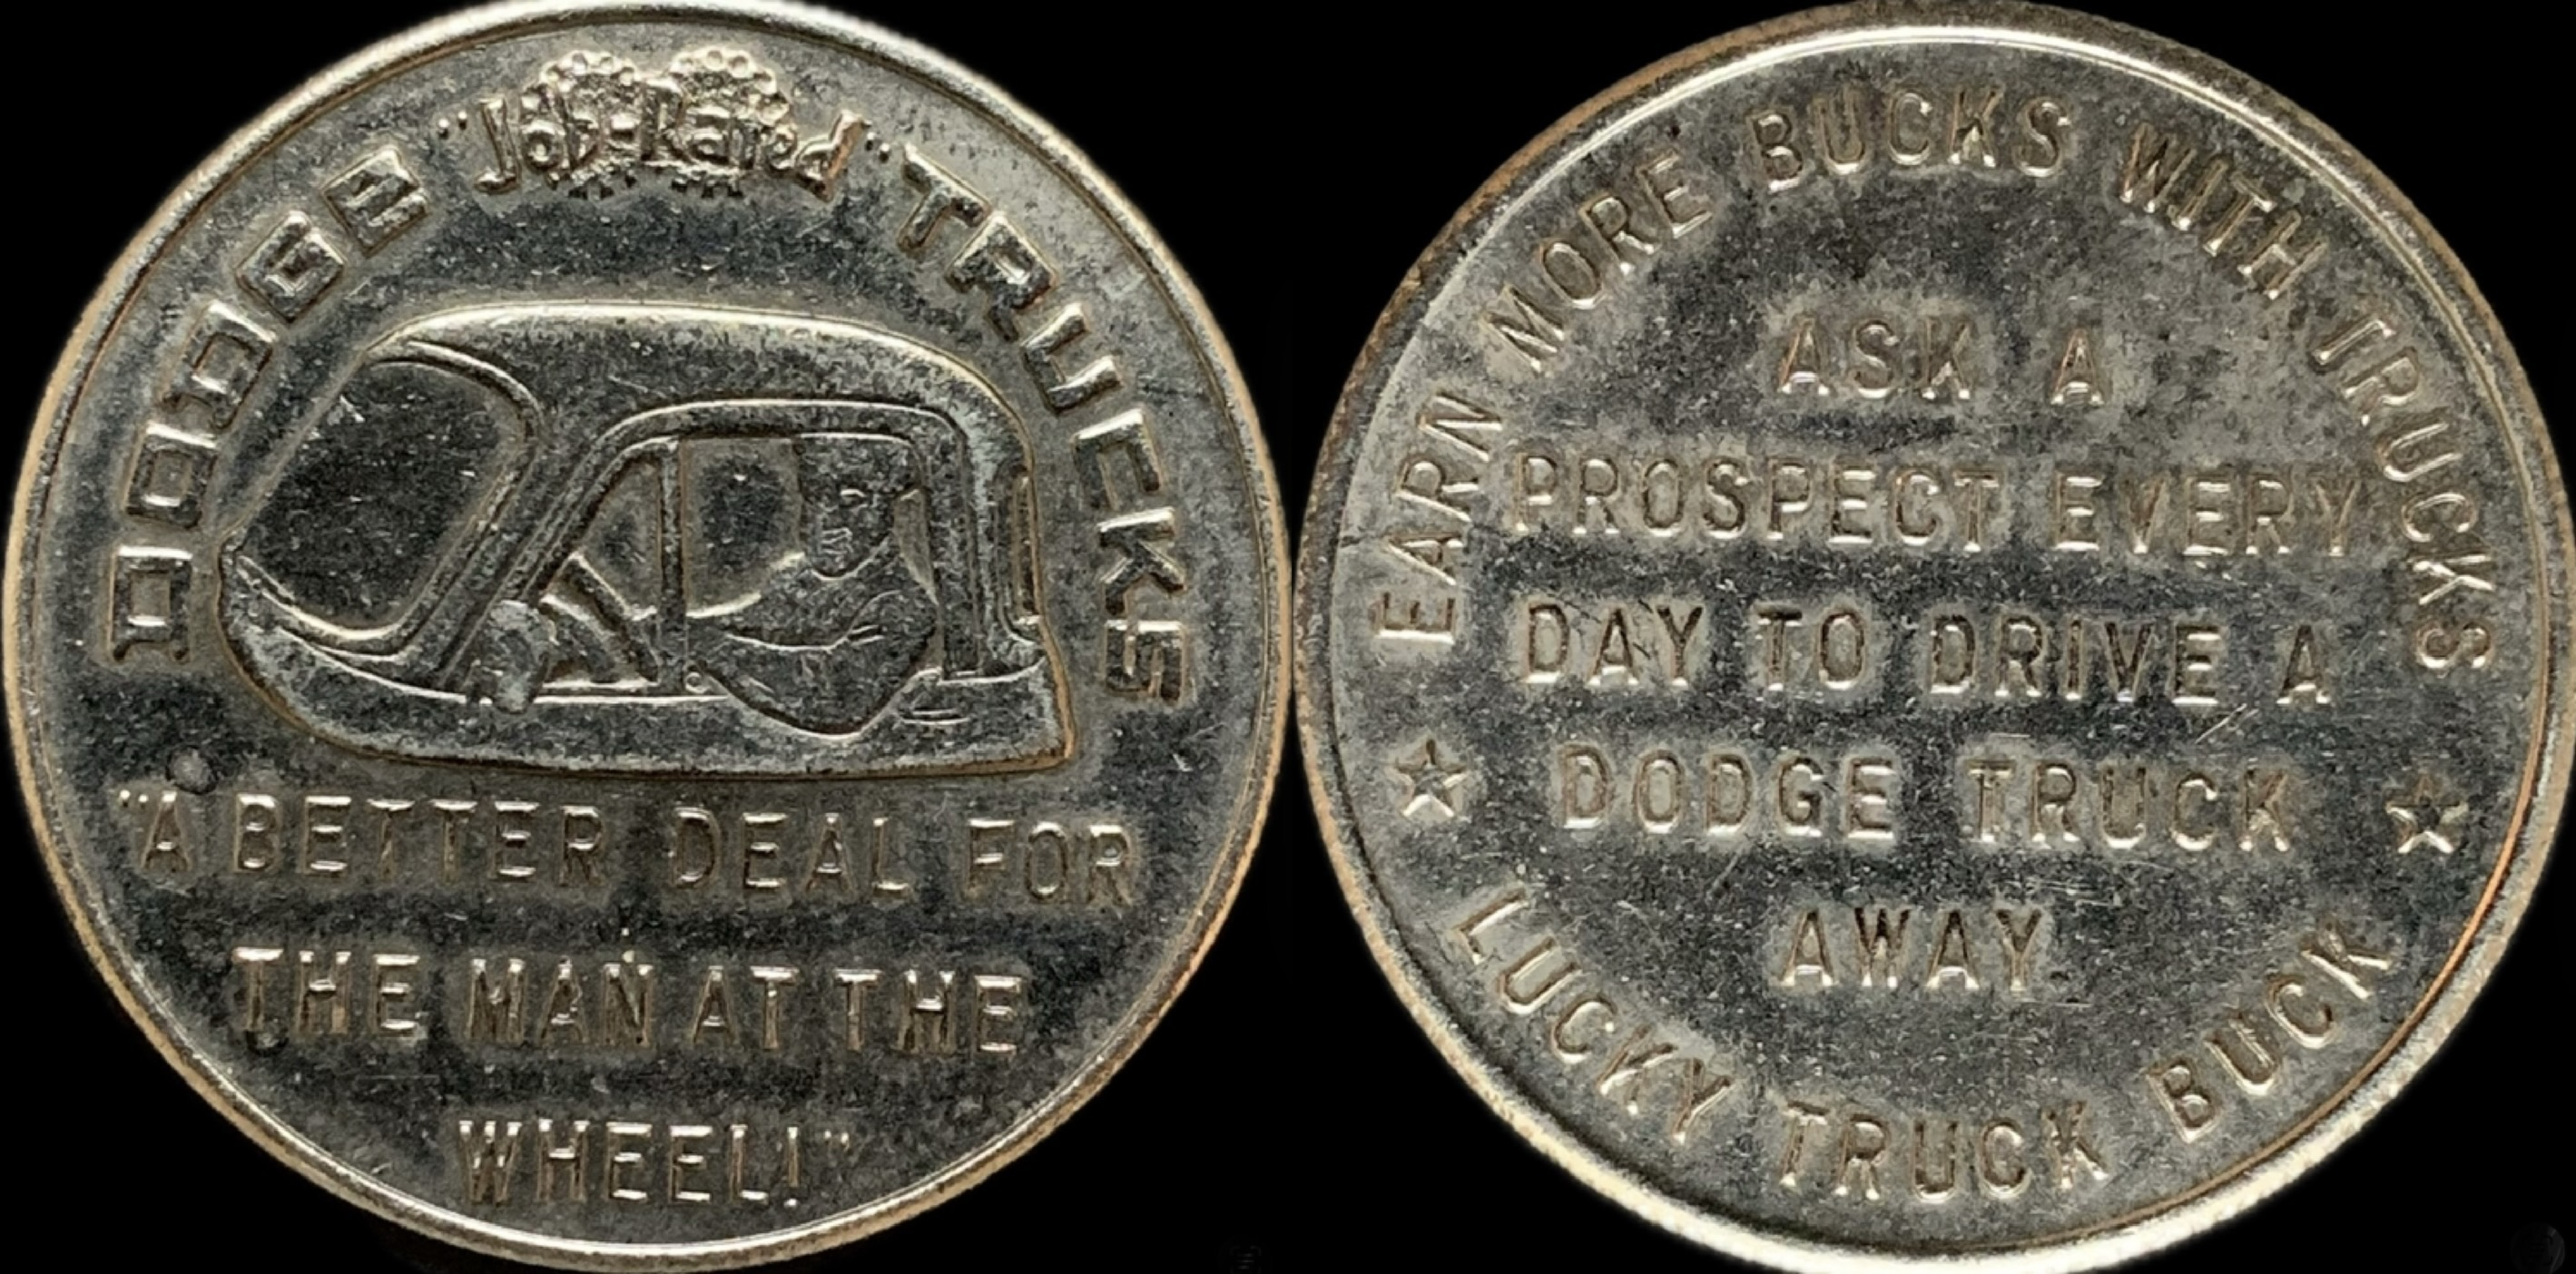 DODGE "Job-Rated" TRUCKS
"A BETTER DEAL FOR
THE MAN AT THE
WHEEL!"
EARN MORE BUCKS WITH TRUCKS
ASK A
PROSPECT EVERY
DAY TO DRIVE A
DODGE TRUCK
AWAY
LUCKY TRUCK BUCK